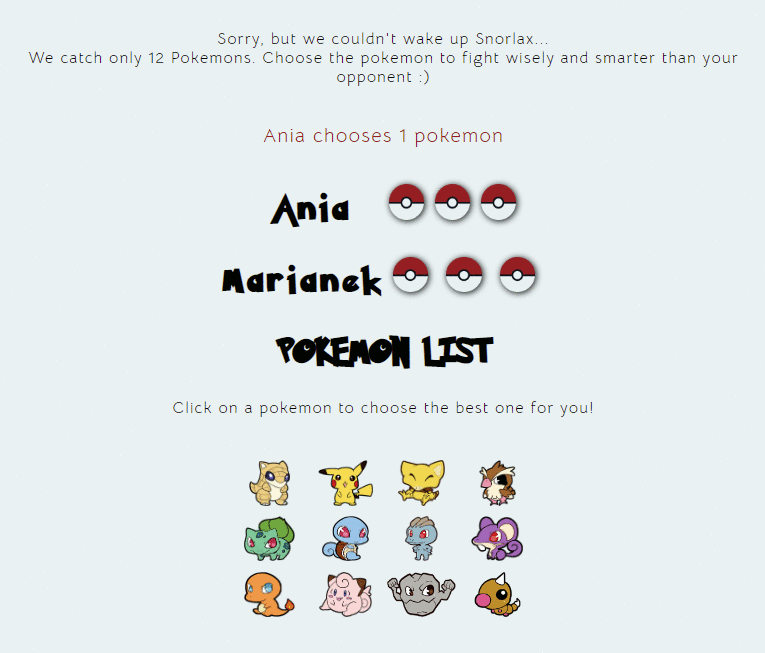 Sorry, but we couldn't wake up Snorlax...
We catch only 12 Pokemons. Choose the pokemon to fight wisely and smarter than your
opponent :)
Ania chooses 1 pokemon
Ania
Marianek
POKEMON LIST
Click on a pokemon to choose the best one for you!